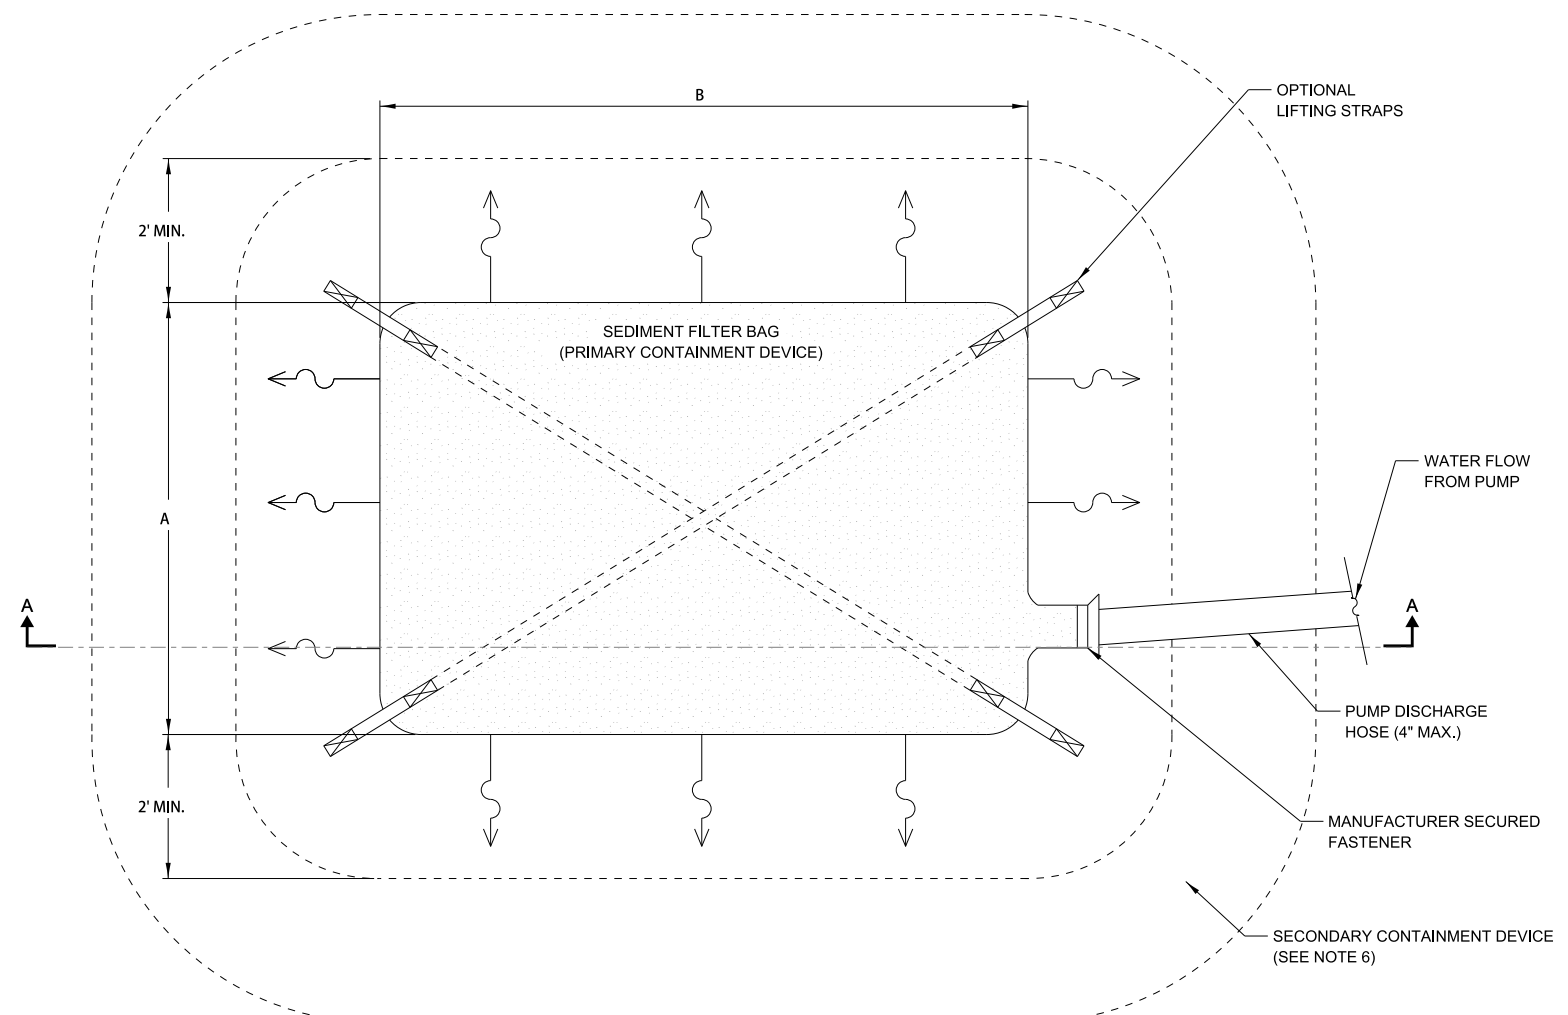 B
OPTIONAL
LIFTING STRAPS
2' MIN.
SEDIMENT FILTER BAG
(PRIMARY CONTAINMENT DEVICE)
WATER FLOW
FROM PUMP
A
A
A
PUMP DISCHARGE
HOSE (4" MAX.)
2' MIN.
MANUFACTURER SECURED
FASTENER
SECONDARY CONTAINMENT DEVICE
(SEE NOTE 6)